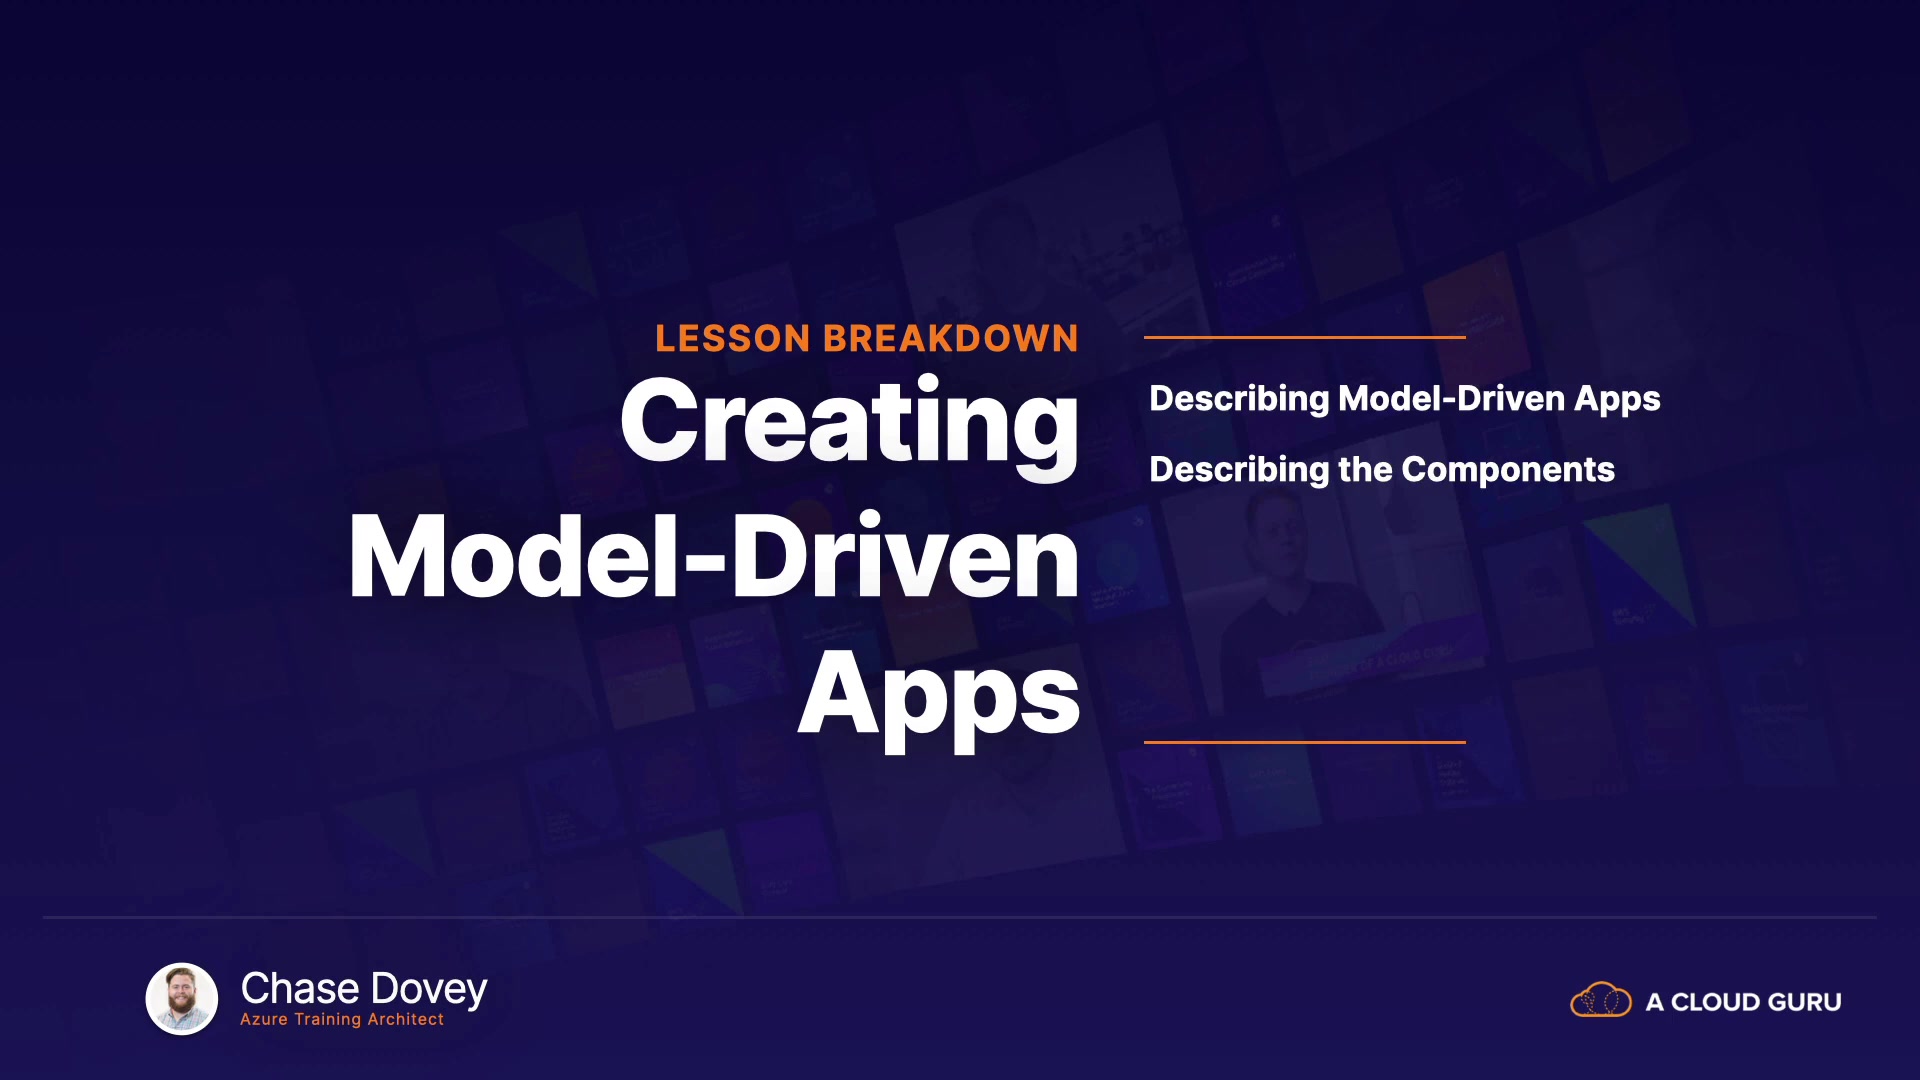 LESSON BREAKDOWN
Creating
Model-Driven
Apps
Describing Model-Driven Apps
Describing the Components
Chase Dovey
Azure Training Architect
A CLOUD GURU